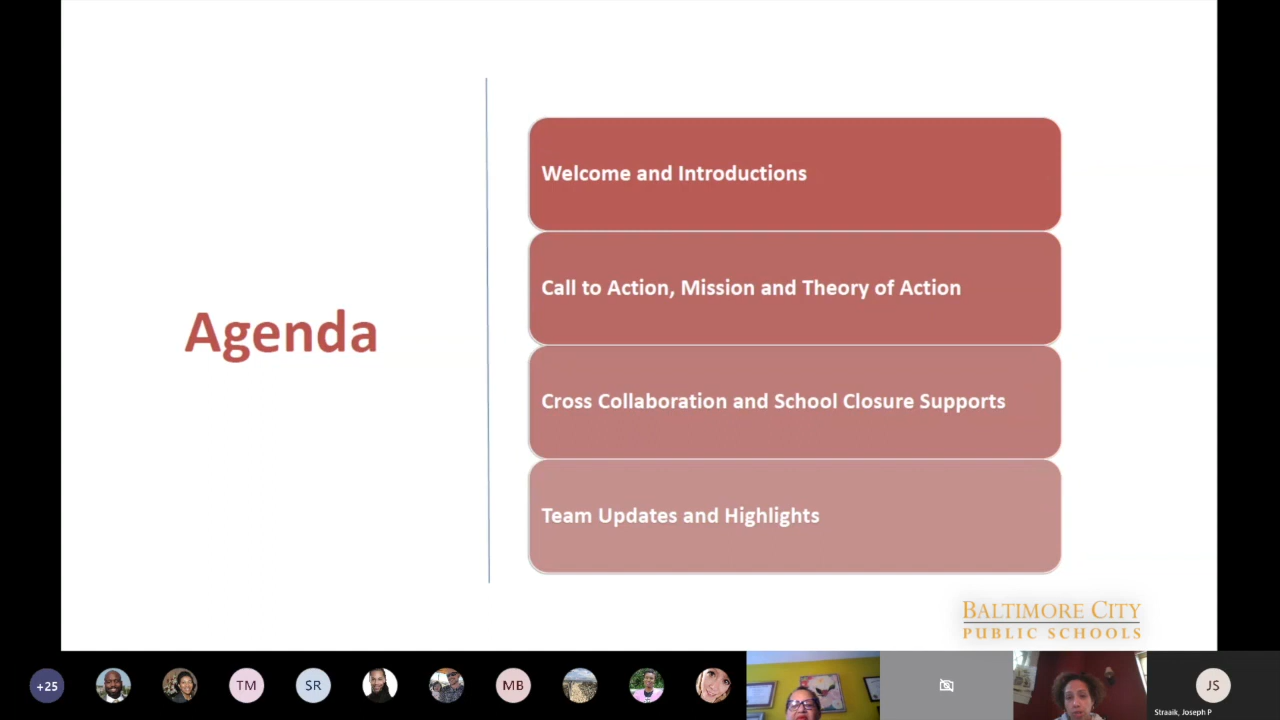 Agenda
Welcome and Introductions
Call to Action, Mission and Theory of Action
Cross Collaboration and School Closure Supports
Team Updates and Highlights
BALTIMORE CITY
PUBLIC SCHOOLS
+25
TM
SR
MB
JS
Straaik, Joseph P